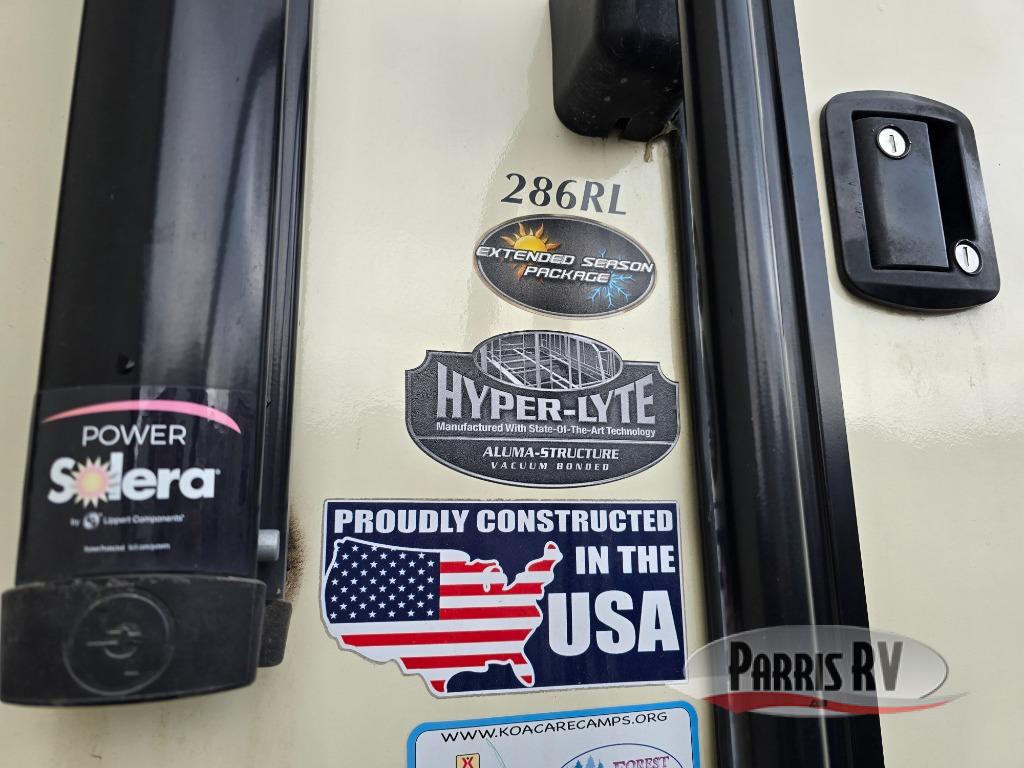 286RL
EXTENDED SEASON
PACKAGE
HYPER-LYTE
Manufactured With State-Of-The-Art Technology
ALUMA-STRUCTURE
VACUUM BONDED
POWER
Solera
by Lippert Components
PROUDLY CONSTRUCTED
IN THE
USA
PARRIS RV
WWW.KOACARECAMPS.ORG
FOREST